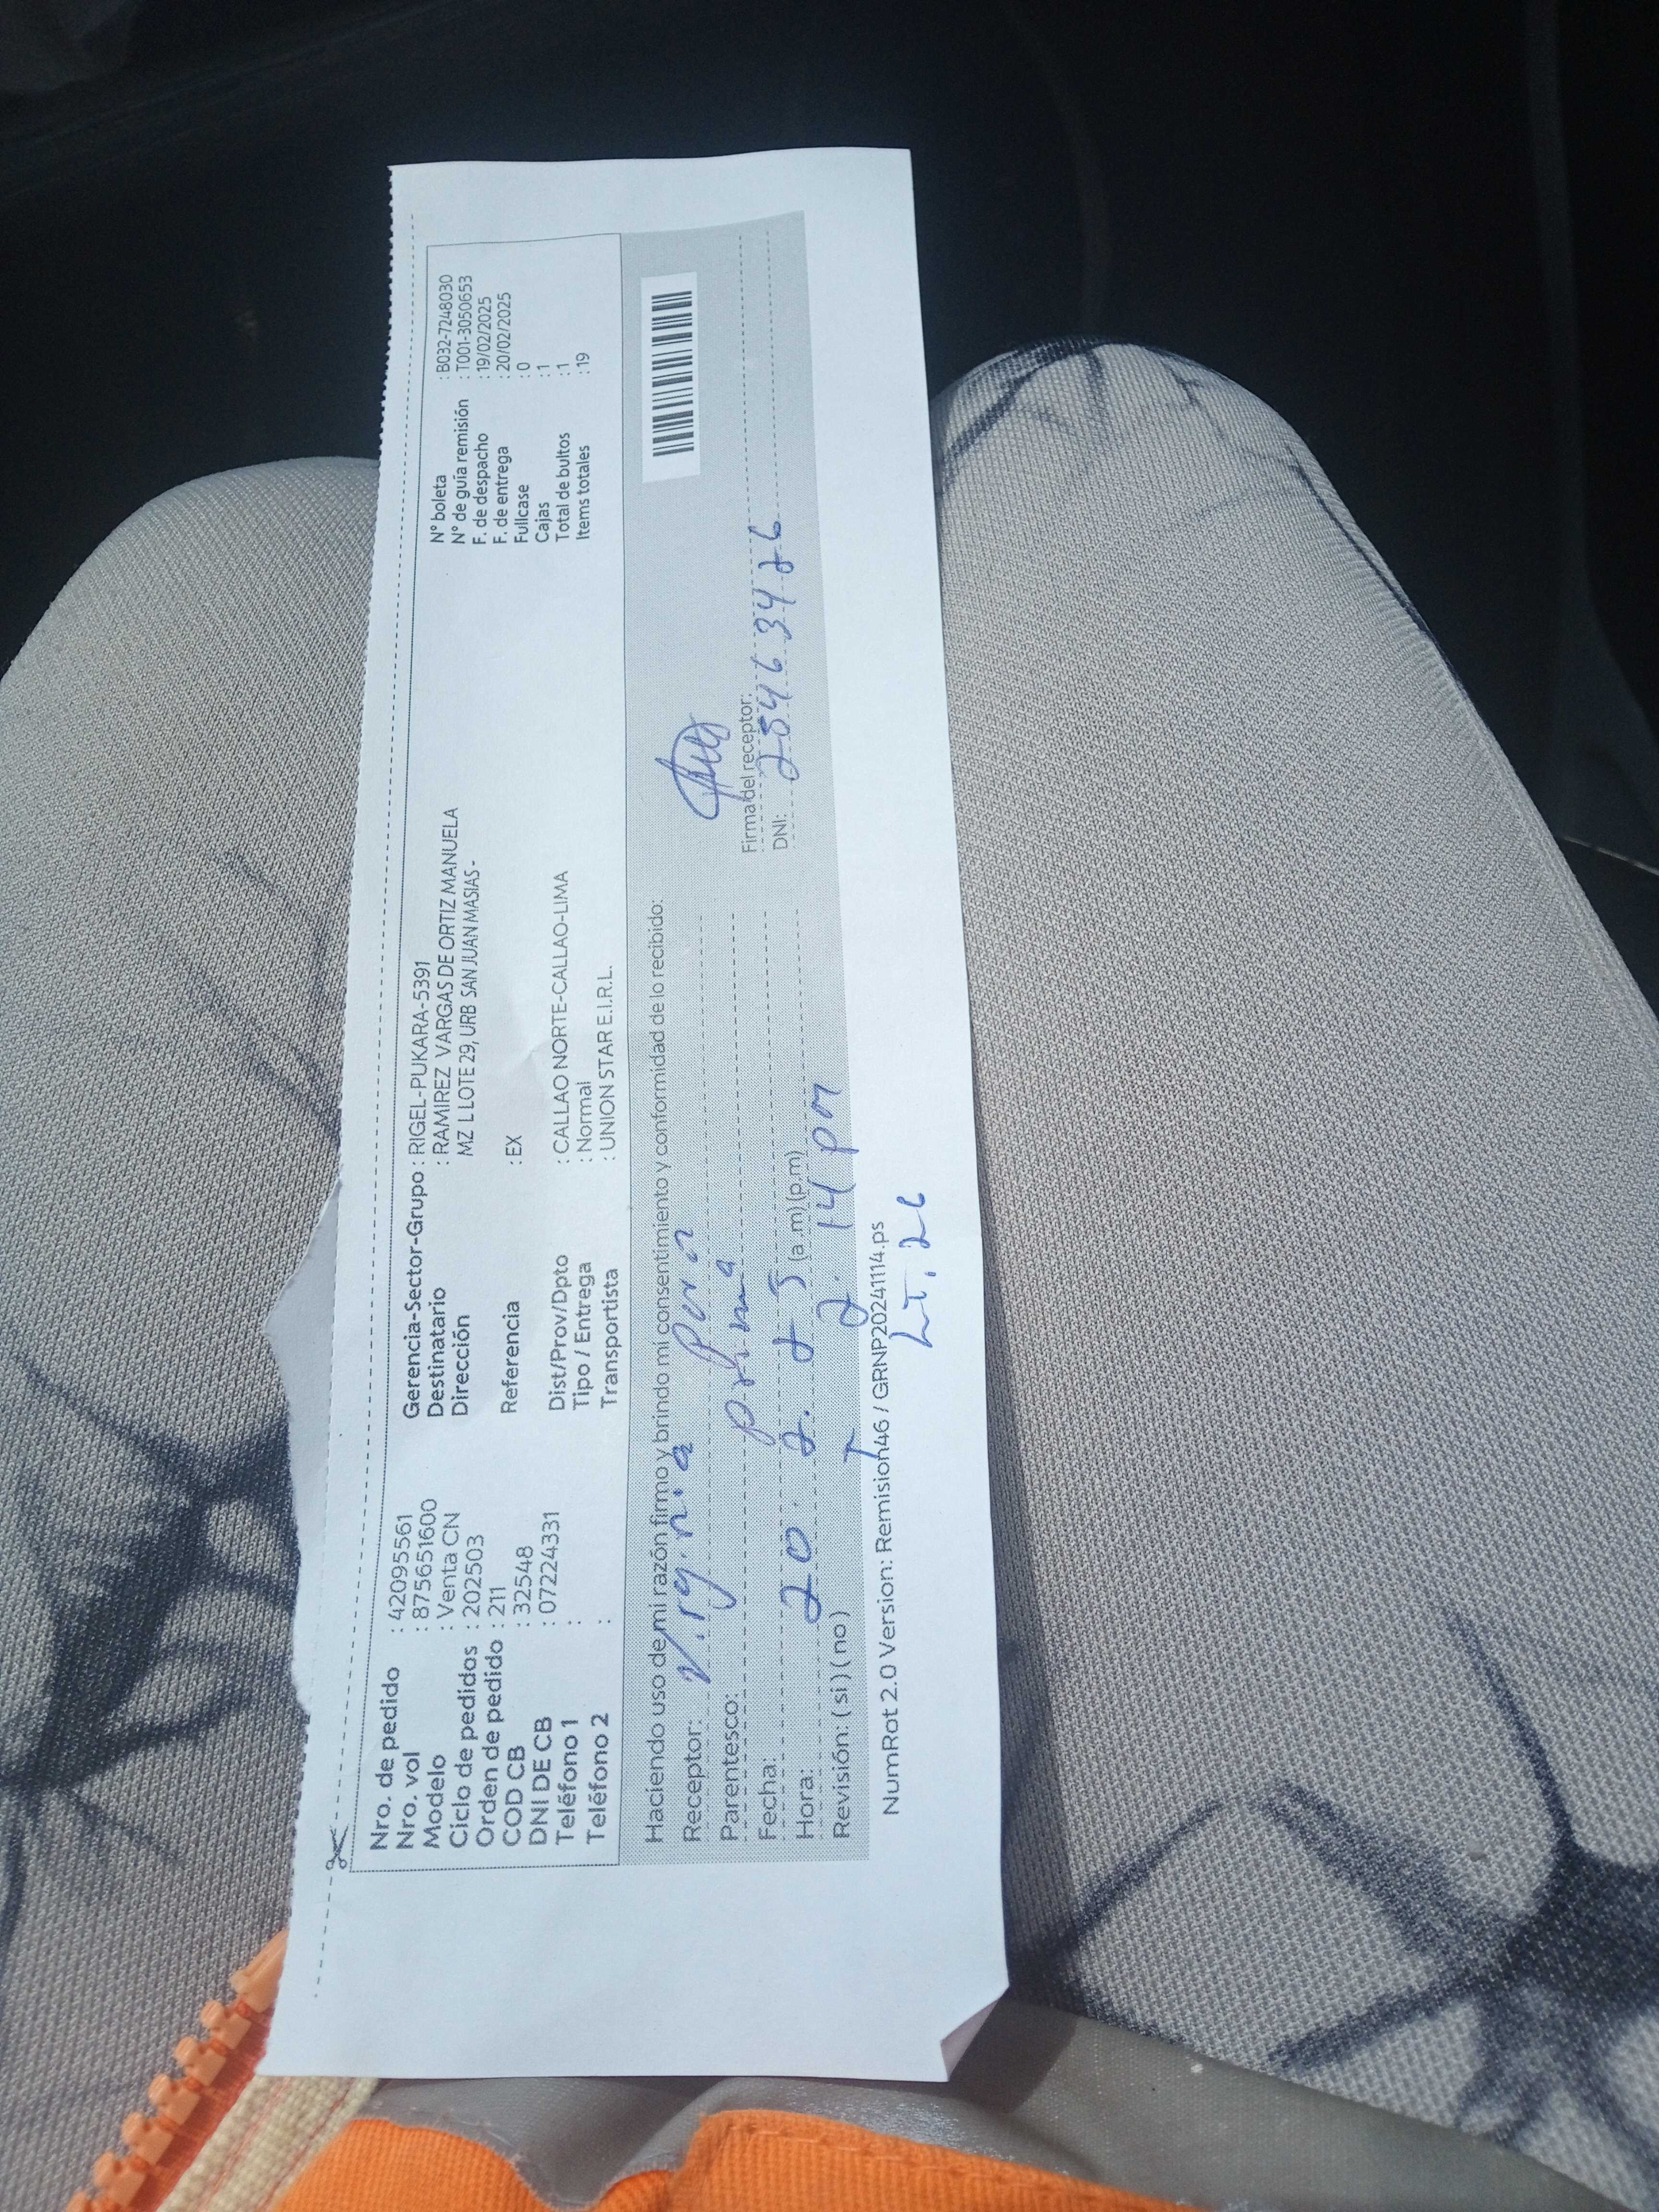 Nro. de pedido : 42095561
Nro. vol : 875651600
Modelo : Venta CN
Ciclo de pedidos : 202503
Orden de pedido : 211
COD CB : 32548
DNI DE CB : 07224331
Teléfono 1 :
Teléfono 2 :
Gerencia-Sector-Grupo : RIGEL-PUKARA-5391
Destinatario : RAMIREZ VARGAS DE ORTIZ MANUELA
Dirección MZ L LOTE 29, URB SAN JUAN MASIAS -
Referencia : EX
Dist/Prov/Dpto : CALLAO NORTE-CALLAO-LIMA
Tipo / Entrega : Normal
Transportista : UNION STAR E.I.R.L.
N° boleta : B032-7248030
N° de guía remisión : T001-3050653
F. de despacho : 19/02/2025
F. de entrega : 20/02/2025
Fullcase : 0
Cajas : 1
Total de bultos : 1
Items totales : 19
Haciendo uso de mi razón firmo y brindo mi consentimiento y conformidad de lo recibido:
Receptor: Virginia
Parentesco: prima
Fecha: 20. 2. 25
Hora: (a.m) (p.m)
2. 14 pm
Revisión: ( si ) ( no )
Firma del receptor:
DNI: 25463426
NumRot 2.0 Version: Remision46 / GRNP20241114.ps
LT. 26